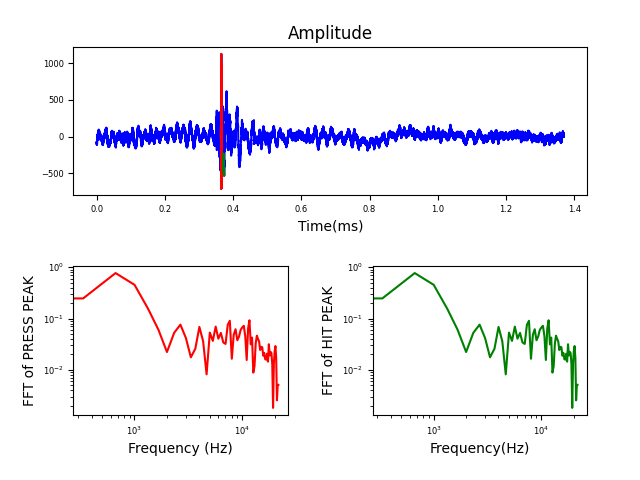 Amplitude
1000
500
0
−500
0.0 0.2 0.4 0.6 0.8 1.0 1.2 1.4
Time(ms)
FFT of PRESS PEAK
10⁰
10⁻¹
10⁻²
10³ 10⁴
Frequency (Hz)
FFT of HIT PEAK
10⁰
10⁻¹
10⁻²
10³ 10⁴
Frequency(Hz)